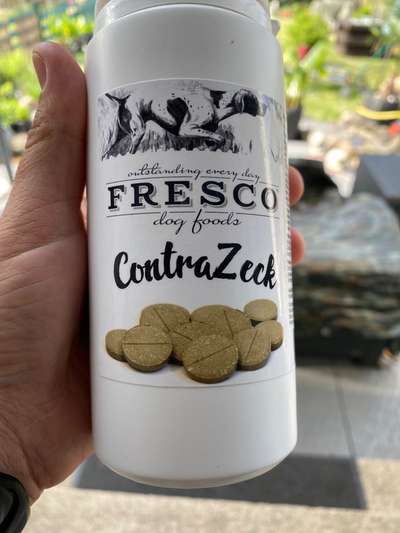 outstanding every day
FRESCO
dog foods
ContraZeck